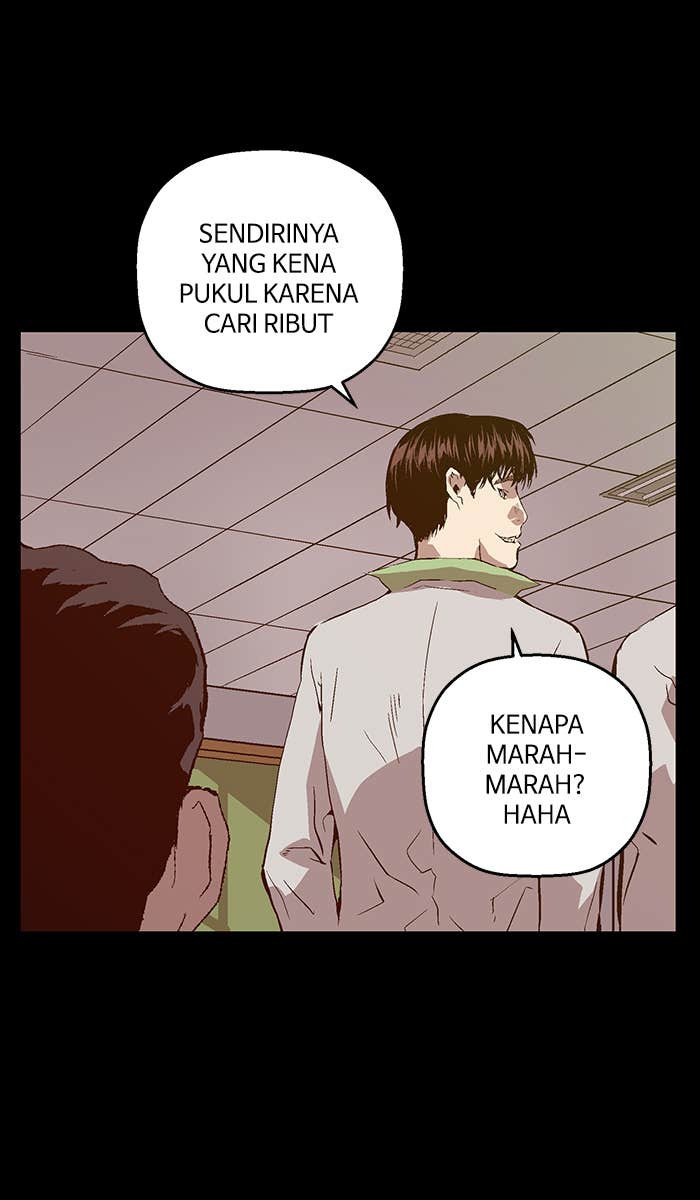 SENDIRINYA
YANG KENA
PUKUL KARENA
CARI RIBUT
KENAPA
MARAH-
MARAH?
HAHA